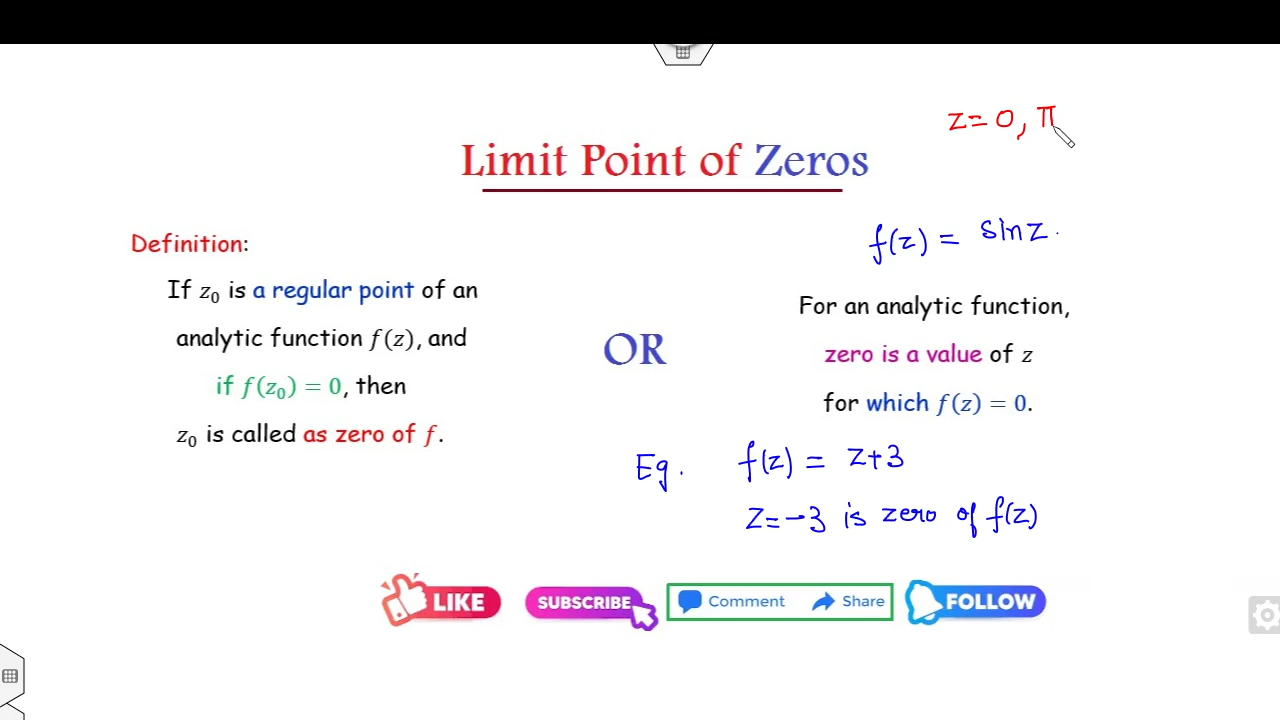 z=0, π
Limit Point of Zeros
Definition:
If z₀ is a regular point of an
analytic function f(z), and
if f(z₀) = 0, then
z₀ is called as zero of f.
OR
f(z) = sinz.
For an analytic function,
zero is a value of z
for which f(z) = 0.
Eg. f(z) = z+3
z=-3 is zero of f(z)
LIKE SUBSCRIBE Comment Share FOLLOW